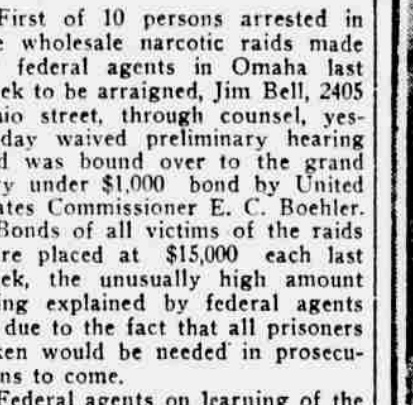 First of 10 persons arrested in
e wholesale narcotic raids made
federal agents in Omaha last
ek to be arraigned, Jim Bell, 2405
io street, through counsel, yes-
day waived preliminary hearing
d was bound over to the grand
y under $1,000 bond by United
ates Commissioner E. C. Boehler.
Bonds of all victims of the raids
re placed at $15,000 each last
ek, the unusually high amount
ing explained by federal agents
due to the fact that all prisoners
ken would be needed in prosecu-
ns to come.
Federal agents on learning of the